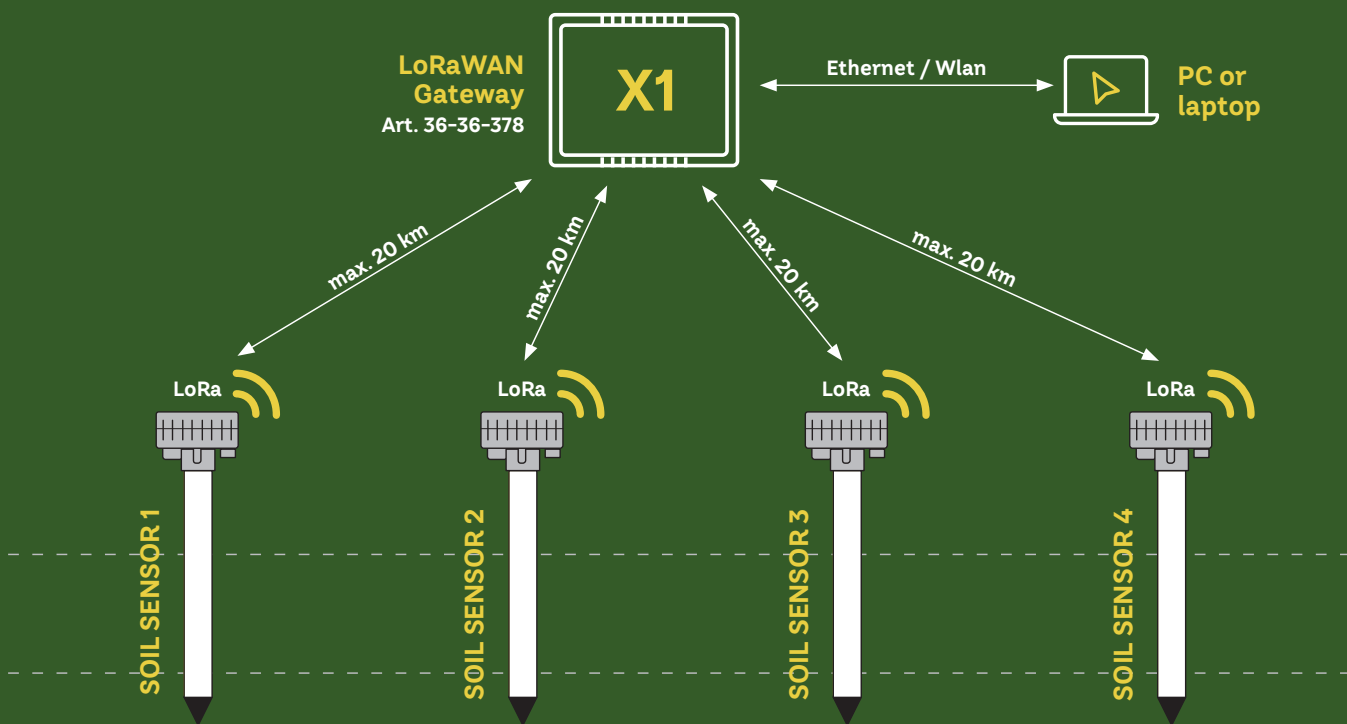 LoRaWAN
Gateway
Art. 36-36-378
X1
Ethernet / Wlan
PC or
laptop
max. 20 km
max. 20 km
max. 20 km
max. 20 km
LoRa
LoRa
LoRa
LoRa
SOIL SENSOR 1
SOIL SENSOR 2
SOIL SENSOR 3
SOIL SENSOR 4